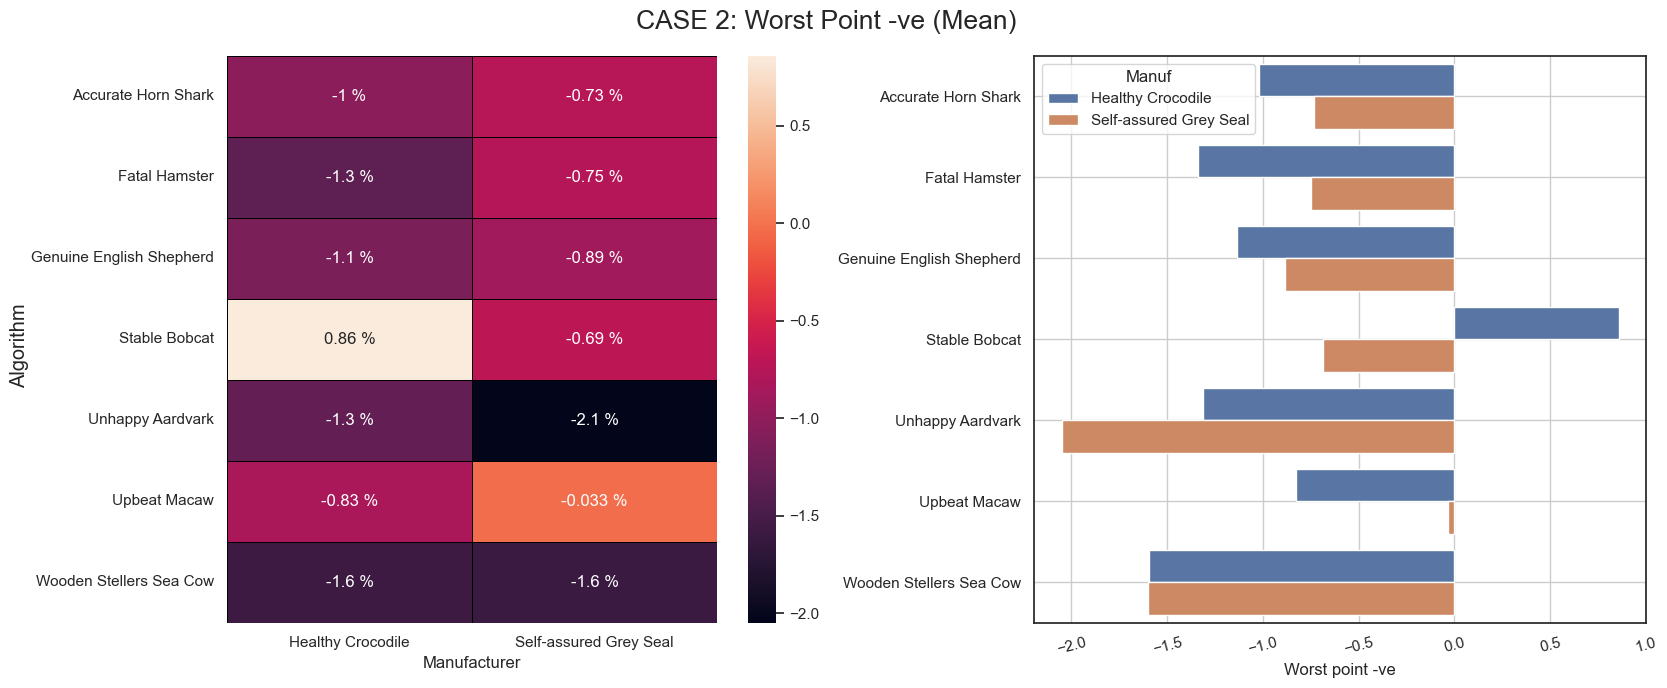 CASE 2: Worst Point -ve (Mean)
Algorithm
Accurate Horn Shark
-1 %
-0.73 %
Fatal Hamster
-1.3 %
-0.75 %
Genuine English Shepherd
-1.1 %
-0.89 %
Stable Bobcat
0.86 %
-0.69 %
Unhappy Aardvark
-1.3 %
-2.1 %
Upbeat Macaw
-0.83 %
-0.033 %
Wooden Stellers Sea Cow
-1.6 %
-1.6 %
Healthy Crocodile
Self-assured Grey Seal
Manufacturer
0.5
0.0
−0.5
−1.0
−1.5
−2.0
Manuf
Healthy Crocodile
Self-assured Grey Seal
Accurate Horn Shark
Fatal Hamster
Genuine English Shepherd
Stable Bobcat
Unhappy Aardvark
Upbeat Macaw
Wooden Stellers Sea Cow
−2.0 −1.5 −1.0 −0.5 0.0 0.5 1.0
Worst point -ve